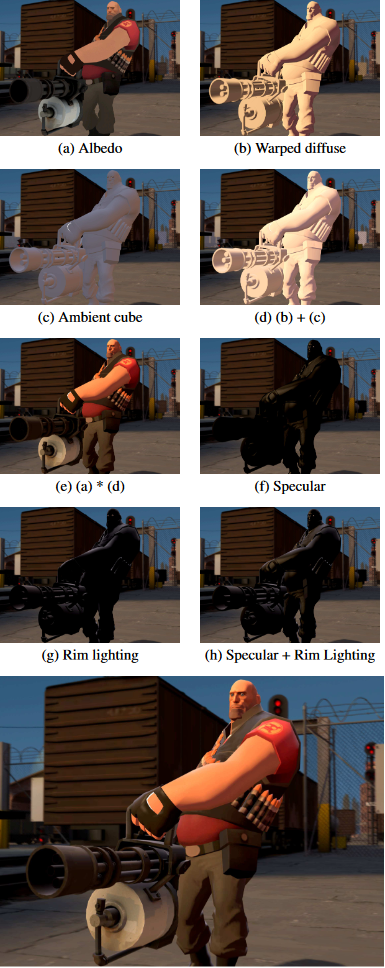 (a) Albedo
(b) Warped diffuse
(c) Ambient cube
(d) (b) + (c)
(e) (a) * (d)
(f) Specular
(g) Rim lighting
(h) Specular + Rim Lighting